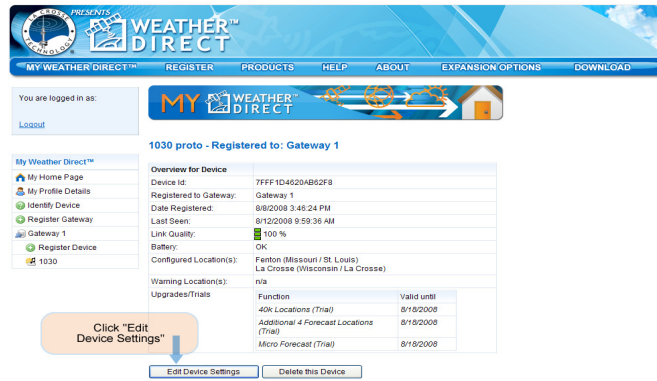 LA CROSSE TECHNOLOGY
PRESENTS
WEATHER™
DIRECT
MY WEATHER DIRECT™ REGISTER PRODUCTS HELP ABOUT EXPANSION OPTIONS DOWNLOAD
You are logged in as:
Logout
MY WEATHER™
DIRECT
1030 proto - Registered to: Gateway 1
My Weather Direct™
My Home Page
My Profile Details
Identify Device
Register Gateway
Gateway 1
Register Device
1030
Overview for Device
Device Id: 7FFF1D4620AB62F8
Registered to Gateway: Gateway 1
Date Registered: 8/8/2008 3:46:24 PM
Last Seen: 8/12/2008 9:59:36 AM
Link Quality: 100 %
Battery: OK
Configured Location(s): Fenton (Missouri / St. Louis)
La Crosse (Wisconsin / La Crosse)
Warning Location(s): n/a
Upgrades/Trials
Function Valid until
40k Locations (Trial) 8/18/2008
Additional 4 Forecast Locations 8/18/2008
(Trial)
Micro Forecast (Trial) 8/18/2008
Click "Edit
Device Settings"
Edit Device Settings Delete this Device